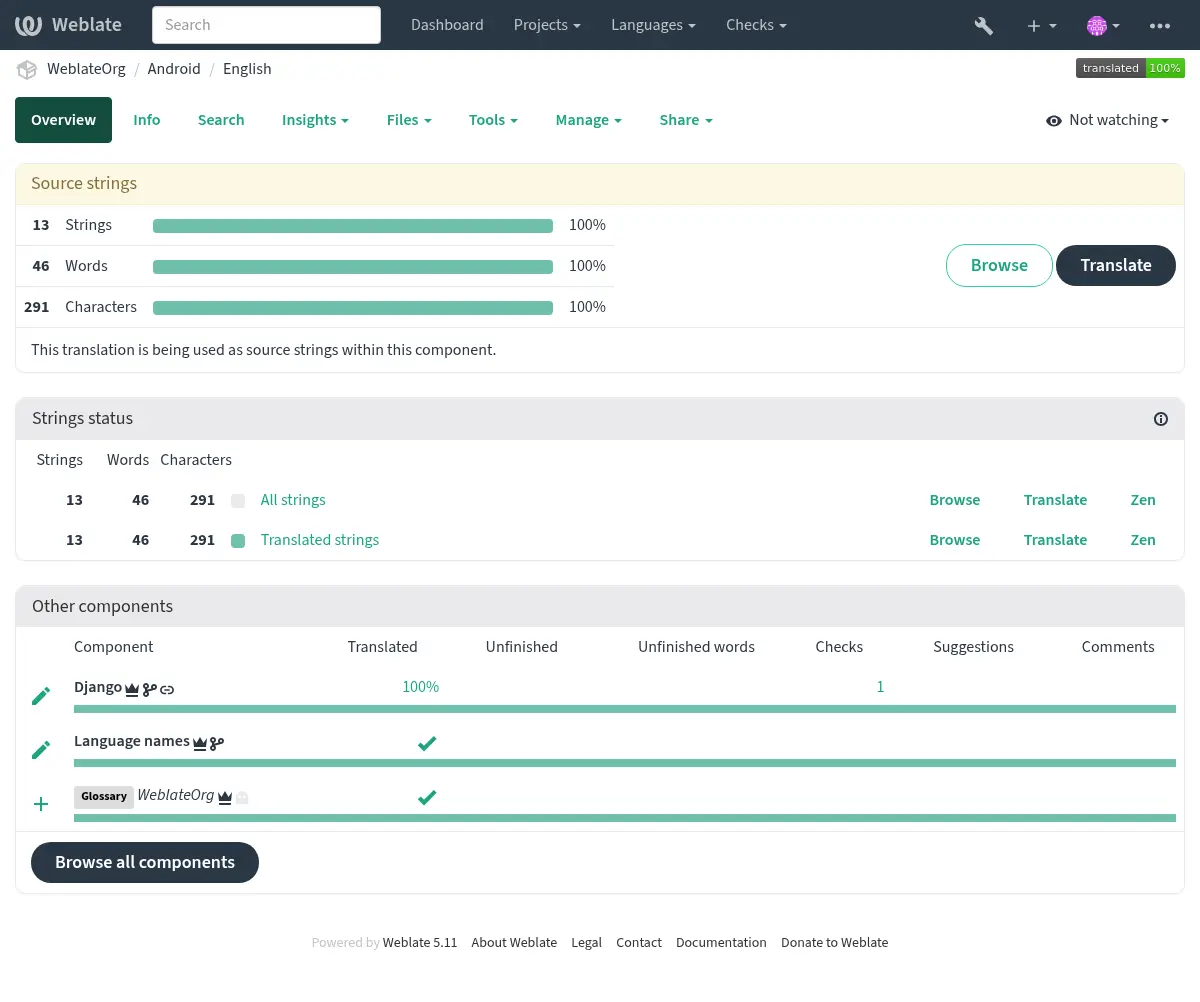 Weblate Search Dashboard Projects Languages Checks
WeblateOrg / Android / English translated 100%
Overview Info Search Insights Files Tools Manage Share Not watching
Source strings
13 Strings 100%
46 Words 100%
291 Characters 100%
Browse Translate
This translation is being used as source strings within this component.
Strings status
Strings Words Characters
13 46 291 All strings Browse Translate Zen
13 46 291 Translated strings Browse Translate Zen
Other components
Component Translated Unfinished Unfinished words Checks Suggestions Comments
Django 100% 1
Language names
Glossary WeblateOrg
Browse all components
Powered by Weblate 5.11 About Weblate Legal Contact Documentation Donate to Weblate